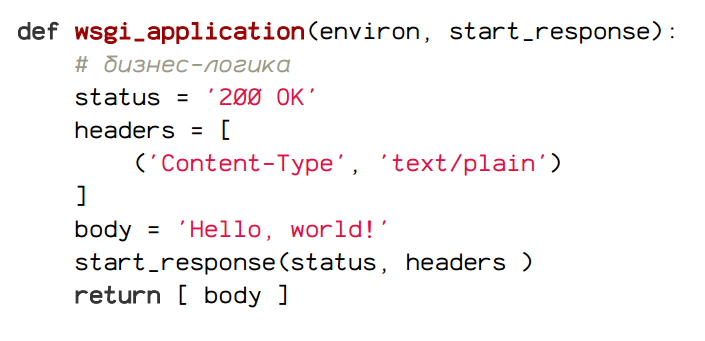 def wsgi_application(environ, start_response):
    # бизнес-логика
    status = '200 OK'
    headers = [
        ('Content-Type', 'text/plain')
    ]
    body = 'Hello, world!'
    start_response(status, headers )
    return [ body ]